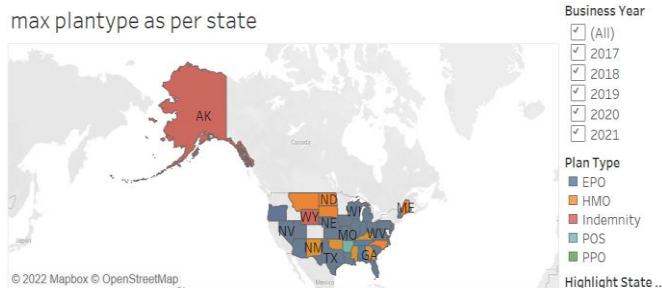 max plantype as per state
AK
Canada
ND
WY
WI
ME
NE
NV
MO
WV
NM
GA
TX
Japan
Mexico
© 2022 Mapbox © OpenStreetMap
Business Year
(All)
2017
2018
2019
2020
2021
Plan Type
EPO
HMO
Indemnity
POS
PPO
Highlight State ..